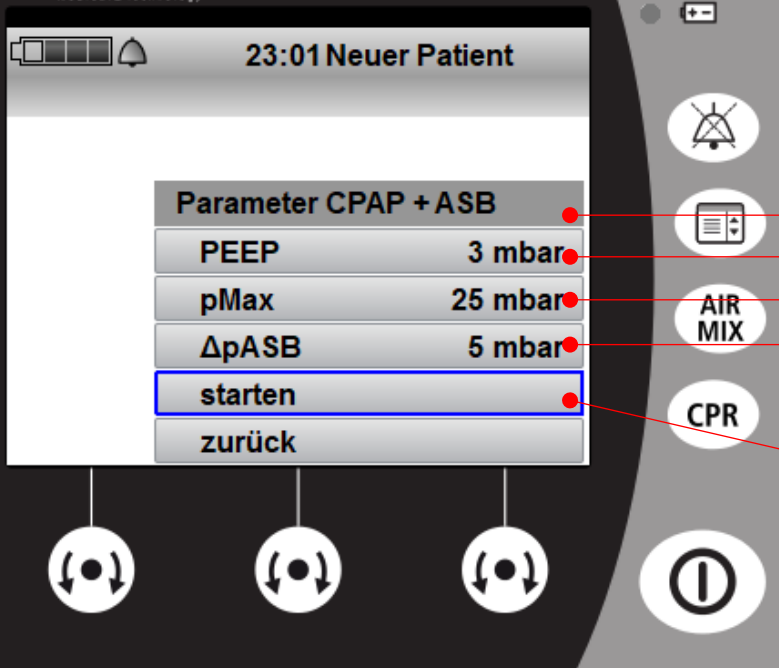 23:01 Neuer Patient
Parameter CPAP + ASB
PEEP 3 mbar
pMax 25 mbar
ΔpASB 5 mbar
starten
zurück
AIR
MIX
CPR